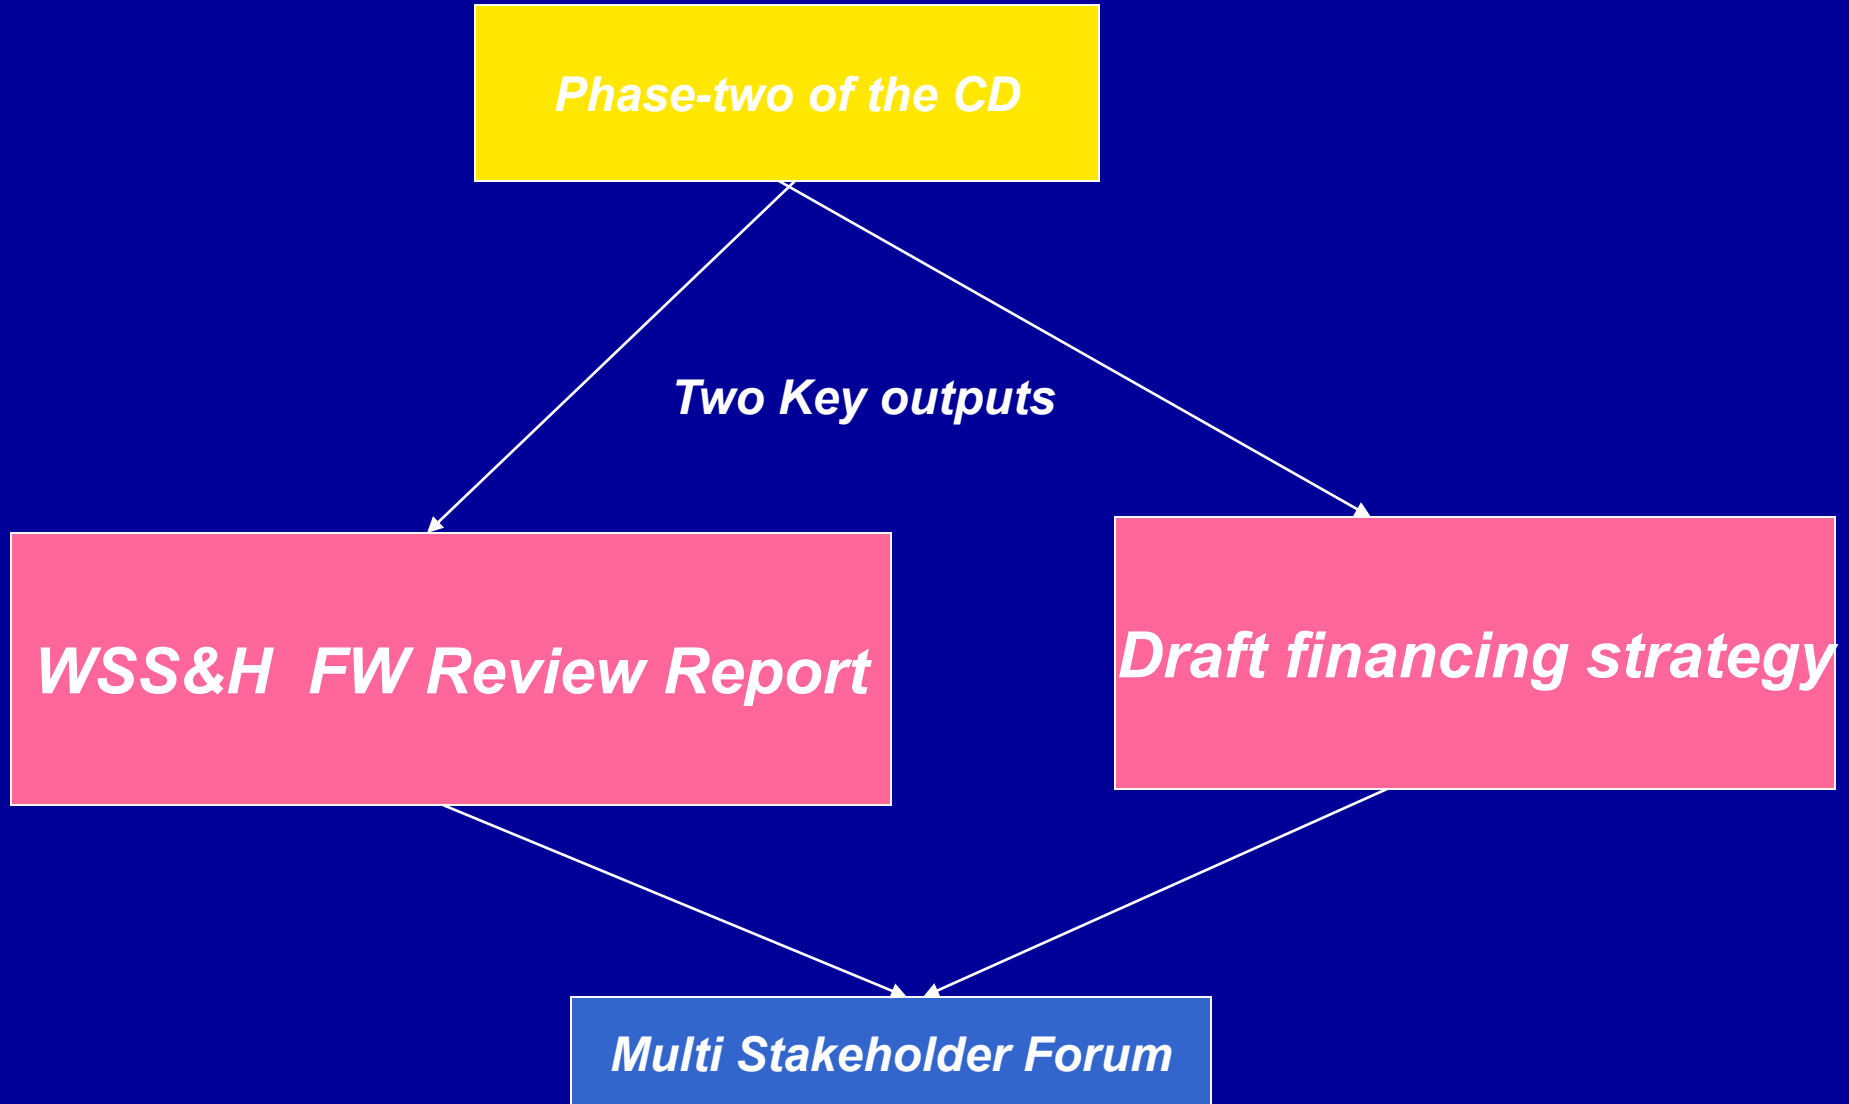 Phase-two of the CD
Two Key outputs
WSS&H  FW Review Report
Draft financing strategy
Multi Stakeholder Forum